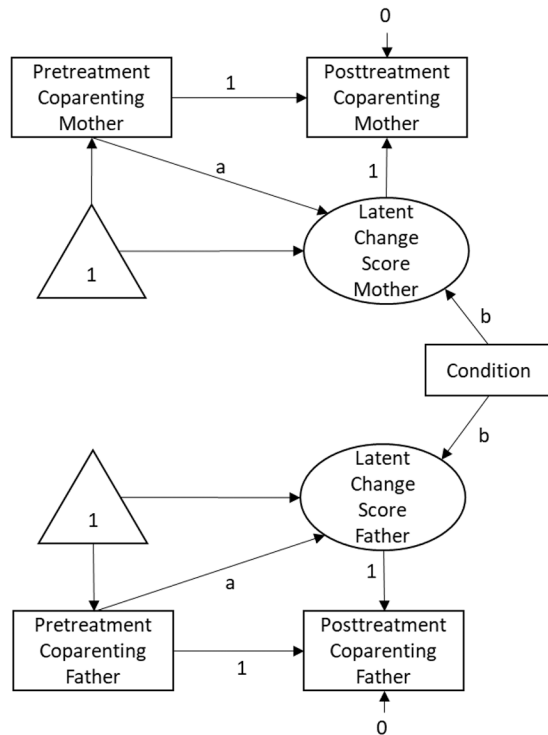 0
Pretreatment
Coparenting
Mother
1
Posttreatment
Coparenting
Mother
a
1
1
Latent
Change
Score
Mother
b
Condition
b
Latent
Change
Score
Father
1
a
1
Pretreatment
Coparenting
Father
1
Posttreatment
Coparenting
Father
0